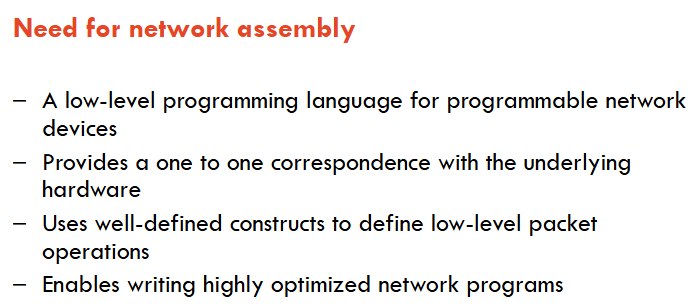 Need for network assembly
– A low-level programming language for programmable network
devices
– Provides a one to one correspondence with the underlying
hardware
– Uses well-defined constructs to define low-level packet
operations
– Enables writing highly optimized network programs